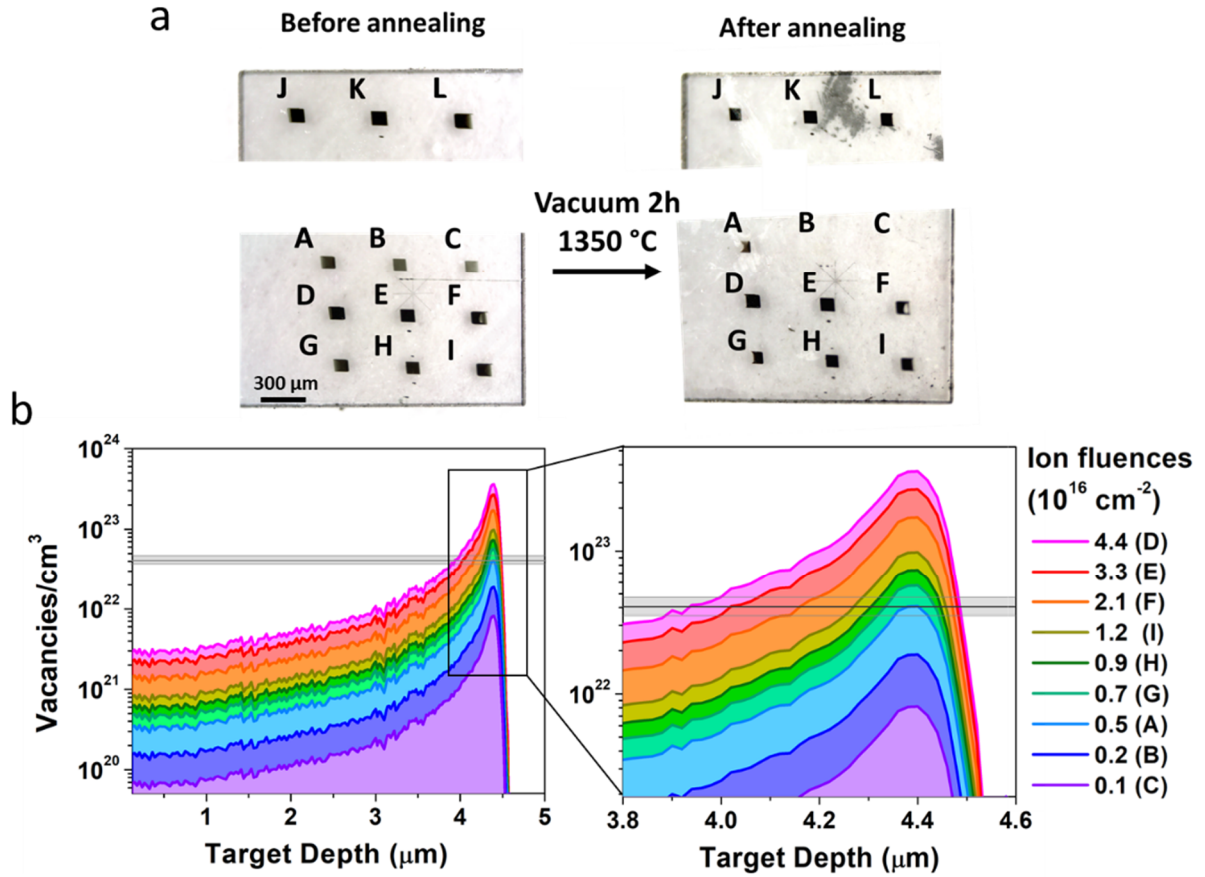 a
Before annealing
After annealing
J K L
J K L
Vacuum 2h
1350 °C
A B C
D E F
G H I
300 μm
A B C
D E F
G H I
b
Vacancies/cm³
10²⁴
10²³
10²²
10²¹
10²⁰
1 2 3 4 5
Target Depth (μm)
10²³
10²²
3.8 4.0 4.2 4.4 4.6
Target Depth (μm)
Ion fluences
(10¹⁶ cm⁻²)
4.4 (D)
3.3 (E)
2.1 (F)
1.2 (I)
0.9 (H)
0.7 (G)
0.5 (A)
0.2 (B)
0.1 (C)